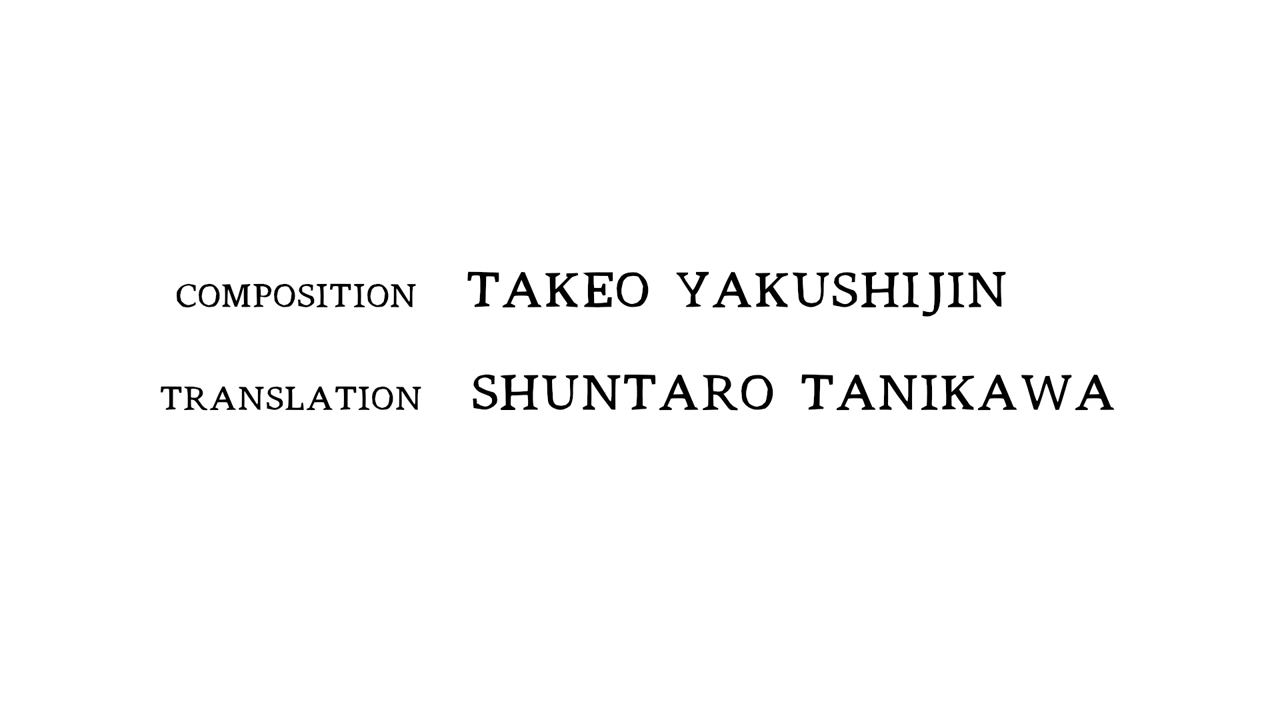 COMPOSITION TAKEO YAKUSHIJIN
TRANSLATION SHUNTARO TANIKAWA